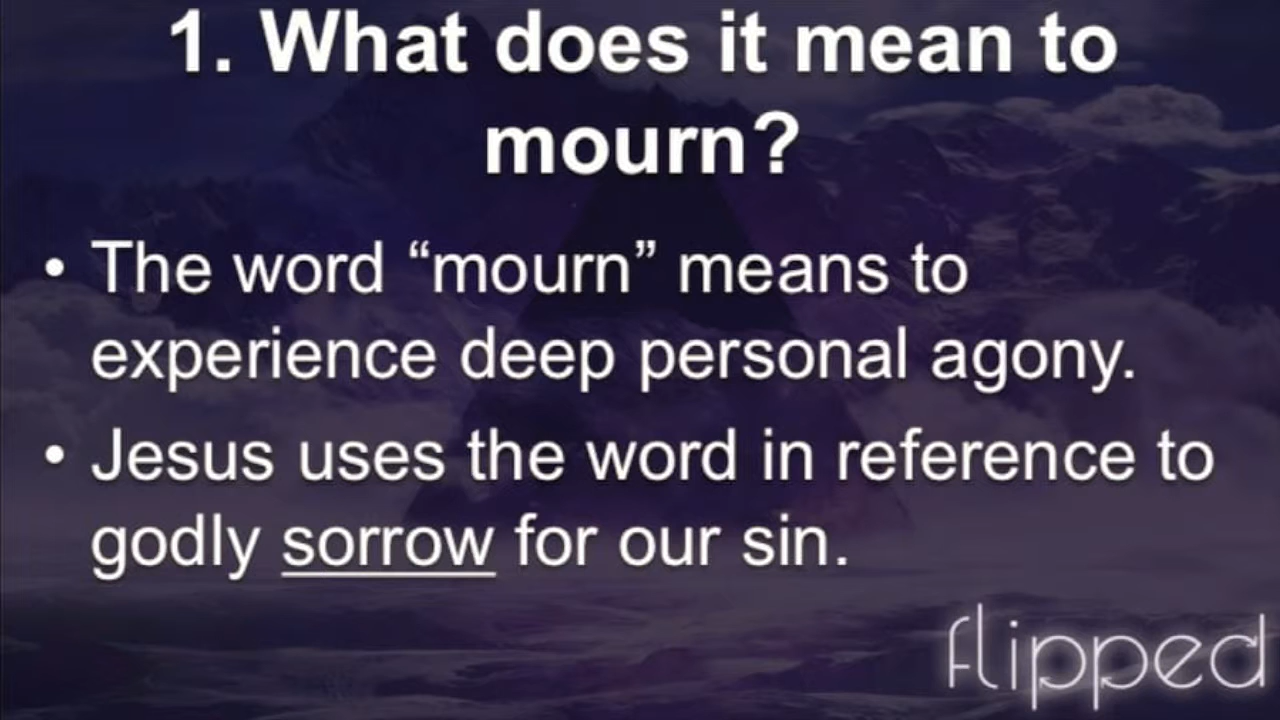 1. What does it mean to
mourn?
• The word “mourn” means to
experience deep personal agony.
• Jesus uses the word in reference to
godly sorrow for our sin.
flipped